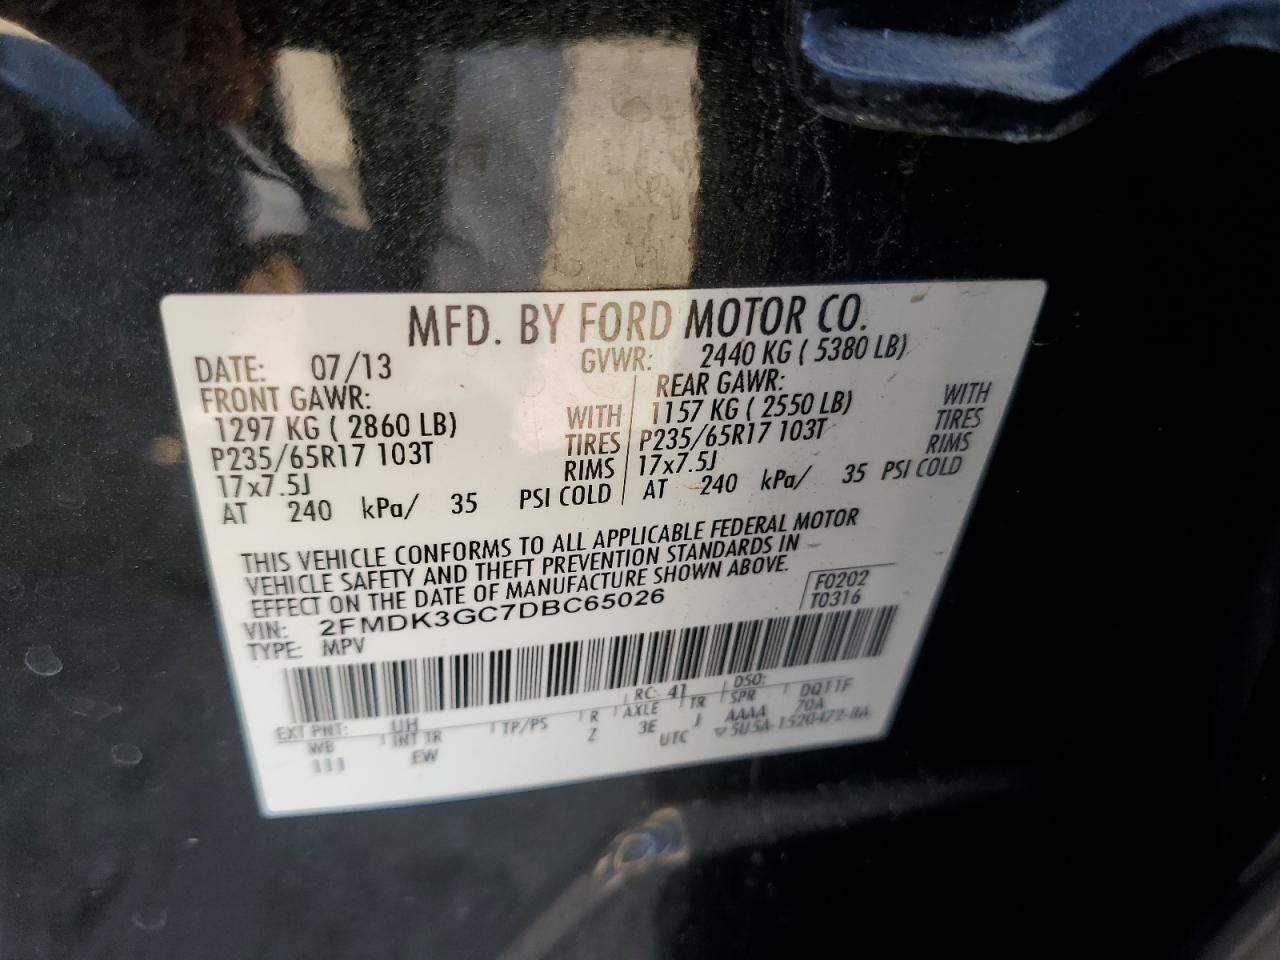 MFD. BY FORD MOTOR CO.
DATE: 07/13 GVWR: 2440 KG ( 5380 LB)
FRONT GAWR: REAR GAWR:
1297 KG ( 2860 LB) WITH 1157 KG ( 2550 LB) WITH
P235/65R17 103T TIRES P235/65R17 103T TIRES
17x7.5J RIMS 17x7.5J RIMS
AT 240 kPa/ 35 PSI COLD AT 240 kPa/ 35 PSI COLD
THIS VEHICLE CONFORMS TO ALL APPLICABLE FEDERAL MOTOR
VEHICLE SAFETY AND THEFT PREVENTION STANDARDS IN
EFFECT ON THE DATE OF MANUFACTURE SHOWN ABOVE.
VIN: 2FMDK3GC7DBC65026 F0202
TYPE: MPV T0316
EXT PNT: UH RC: 41 DSO:
WB INT TR TP/PS R AXLE TR SPR DQ11F
113 EW Z 3E J AAAA 70A
UTC ▽5U5A-1520472-BA